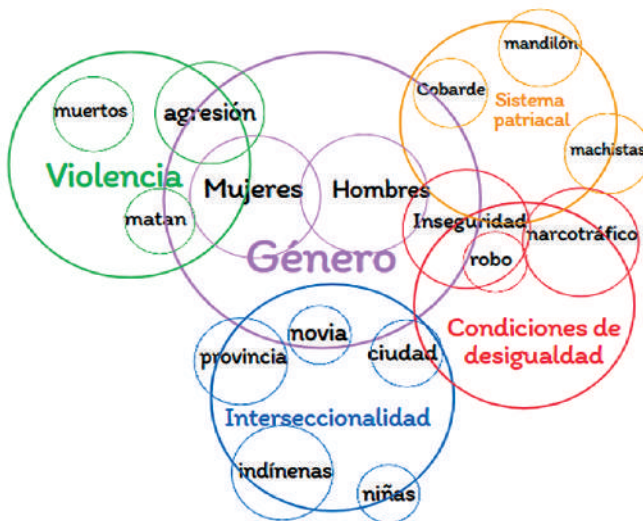 mandilón
Cobarde
Sistema
patriacal
muertos
agresión
machistas
Violencia
Mujeres
Hombres
matan
Inseguridad
narcotráfico
Género
robo
novia
Condiciones de
desigualdad
provincia
ciudad
Interseccionalidad
indínenas
niñas